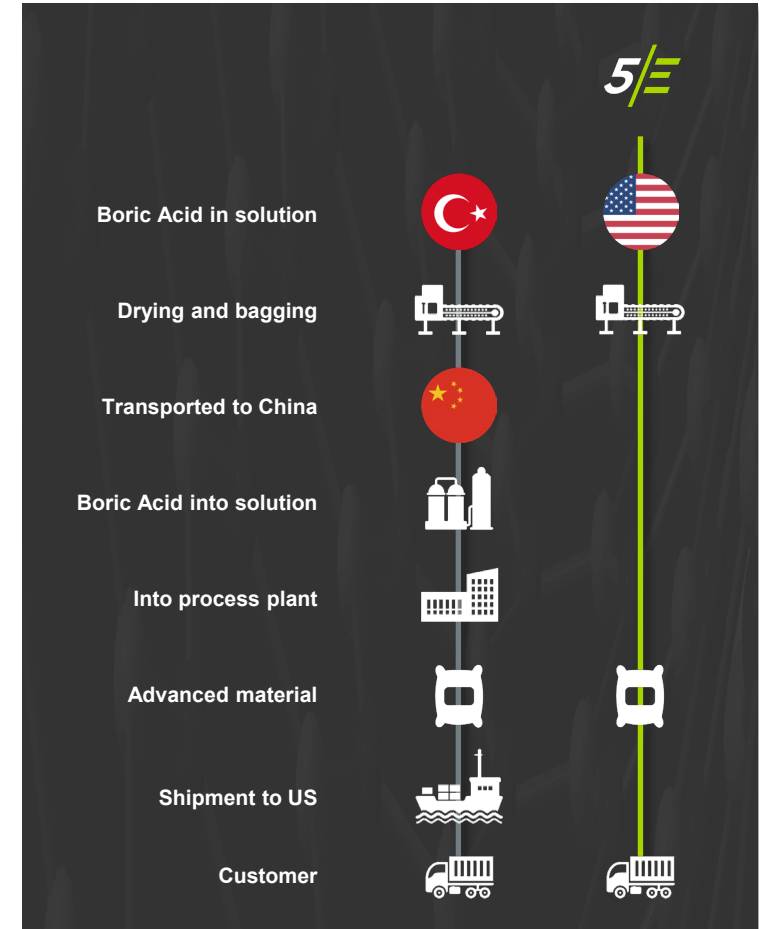 5E
Boric Acid in solution
Drying and bagging
Transported to China
Boric Acid into solution
Into process plant
Advanced material
Shipment to US
Customer